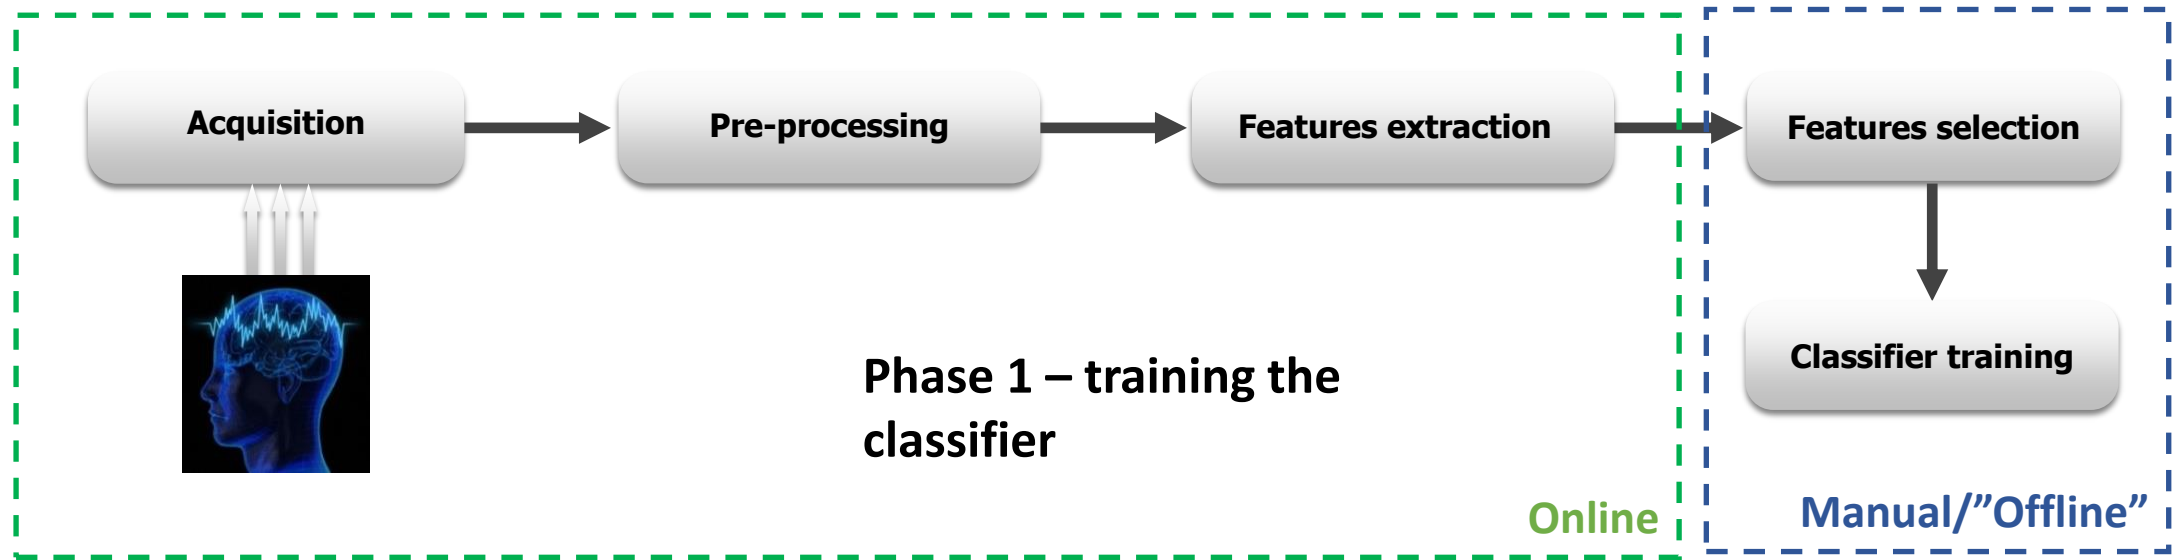 Acquisition
Pre-processing
Features extraction
Features selection
Classifier training
Phase 1 – training the
classifier
Online
Manual/”Offline”